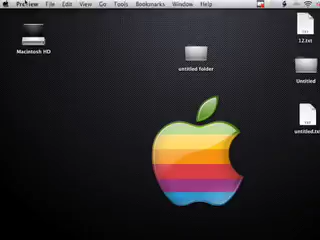 Preview File Edit View Go Tools Bookmarks Window Help
12.txt
Macintosh HD
untitled folder
Untitled
untitled.txt